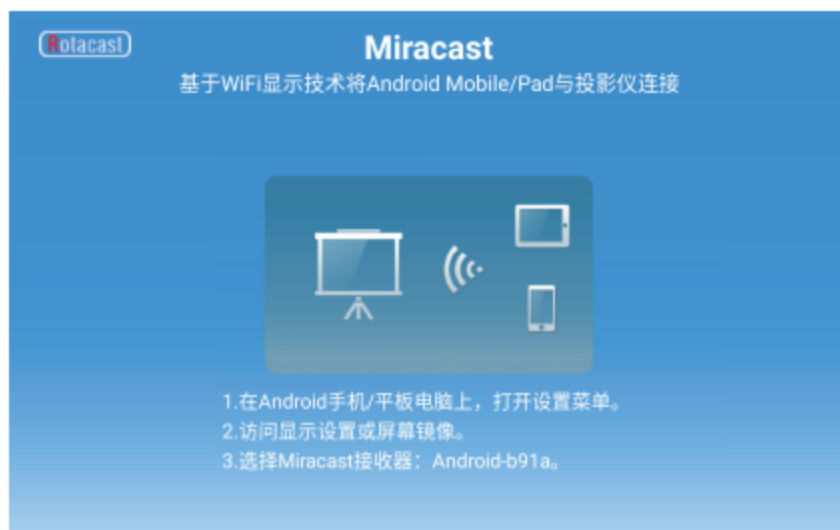 Rotacast
Miracast
基于WiFi显示技术将Android Mobile/Pad与投影仪连接
1.在Android手机/平板电脑上，打开设置菜单。
2.访问显示设置或屏幕镜像。
3.选择Miracast接收器：Android-b91a。